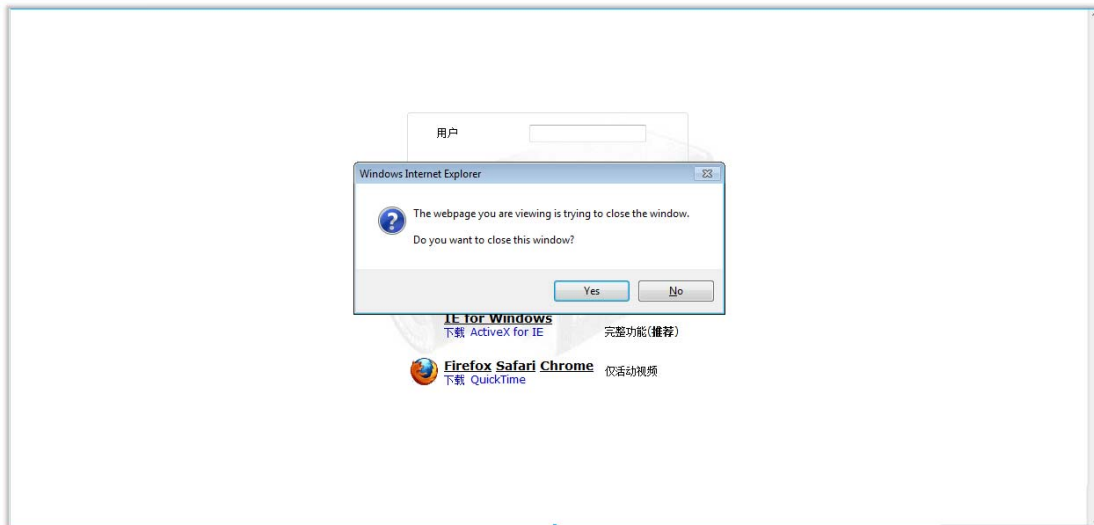 用户
Windows Internet Explorer
The webpage you are viewing is trying to close the window.
Do you want to close this window?
Yes No
IE for Windows
下载 ActiveX for IE 完整功能(推荐)
Firefox Safari Chrome 仅活动视频
下载 QuickTime